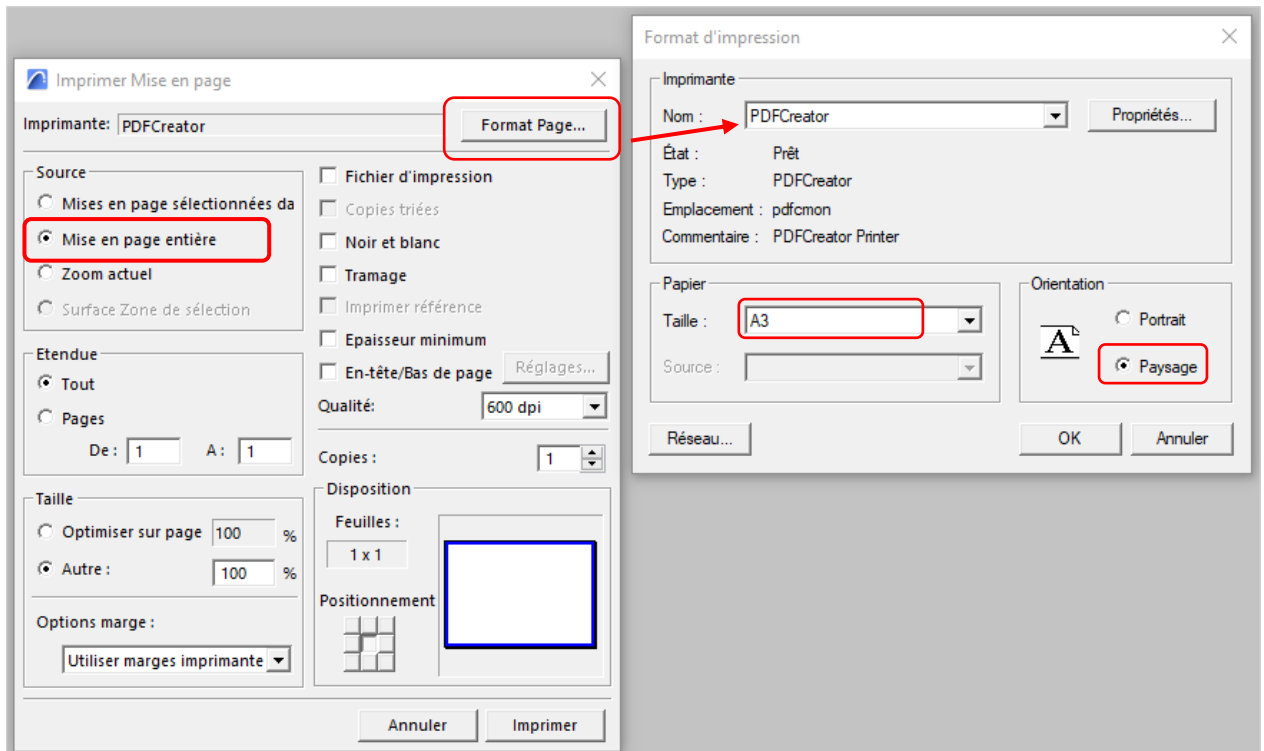 Imprimer Mise en page
Imprimante: PDFCreator
Format Page...
Source
Mises en page sélectionnées da
Mise en page entière
Zoom actuel
Surface Zone de sélection
Etendue
Tout
Pages
De : 1 A : 1
Taille
Optimiser sur page 100 %
Autre : 100 %
Options marge :
Utiliser marges imprimante
Fichier d'impression
Copies triées
Noir et blanc
Tramage
Imprimer référence
Epaisseur minimum
En-tête/Bas de page Réglages...
Qualité: 600 dpi
Copies : 1
Disposition
Feuilles :
1 x 1
Positionnement
Annuler Imprimer
Format d'impression
Imprimante
Nom : PDFCreator Propriétés...
État : Prêt
Type : PDFCreator
Emplacement : pdfcmon
Commentaire : PDFCreator Printer
Papier
Taille : A3
Source :
Orientation
A
Portrait
Paysage
Réseau... OK Annuler